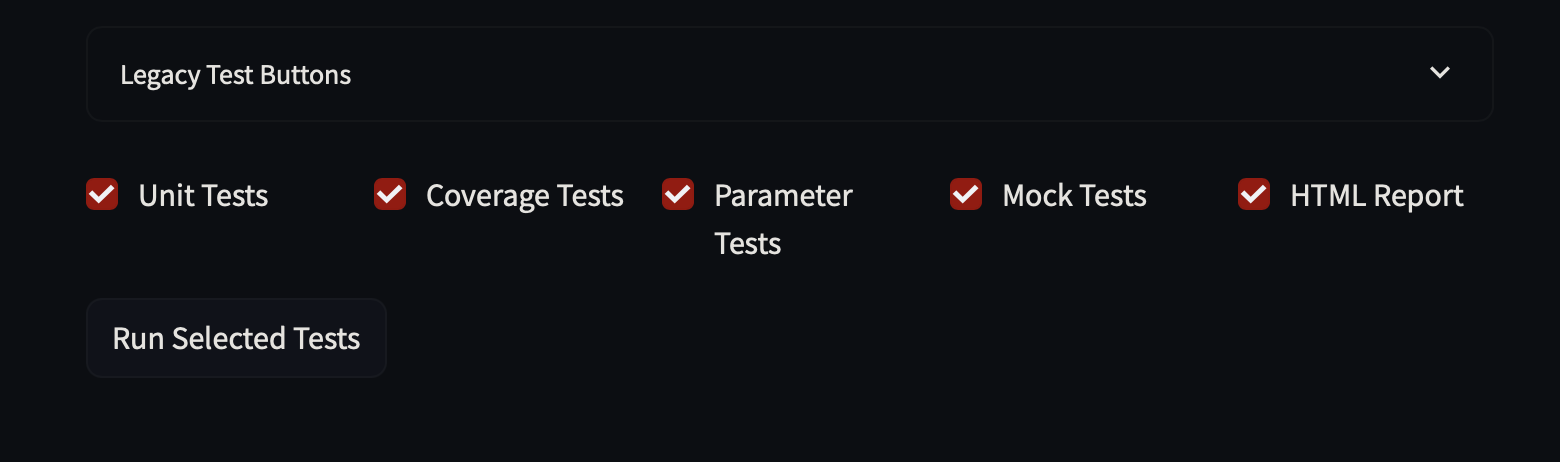 Legacy Test Buttons
Unit Tests
Coverage Tests
Parameter
Tests
Mock Tests
HTML Report
Run Selected Tests